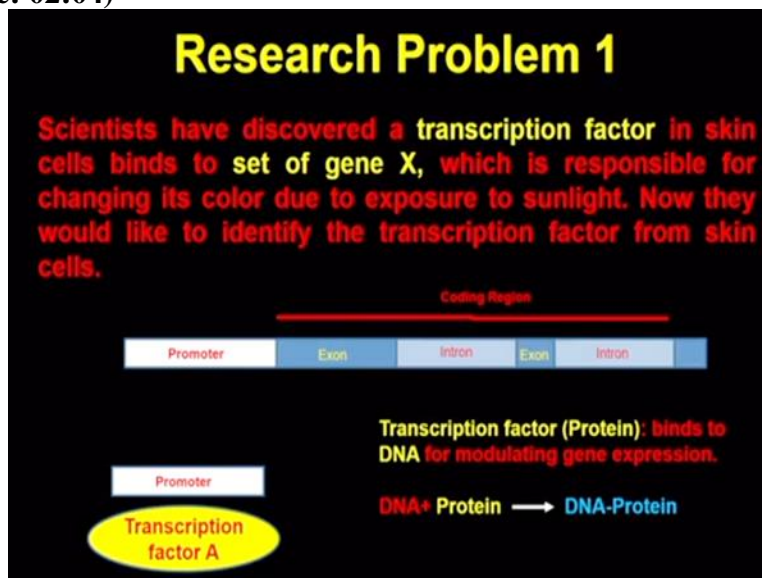 Research Problem 1
Scientists have discovered a transcription factor in skin
cells binds to set of gene X, which is responsible for
changing its color due to exposure to sunlight. Now they
would like to identify the transcription factor from skin
cells.
Coding Region
Promoter Exon Intron Exon Intron
Transcription factor (Protein): binds to
DNA for modulating gene expression.
Promoter
Transcription
factor A
DNA+ Protein → DNA-Protein